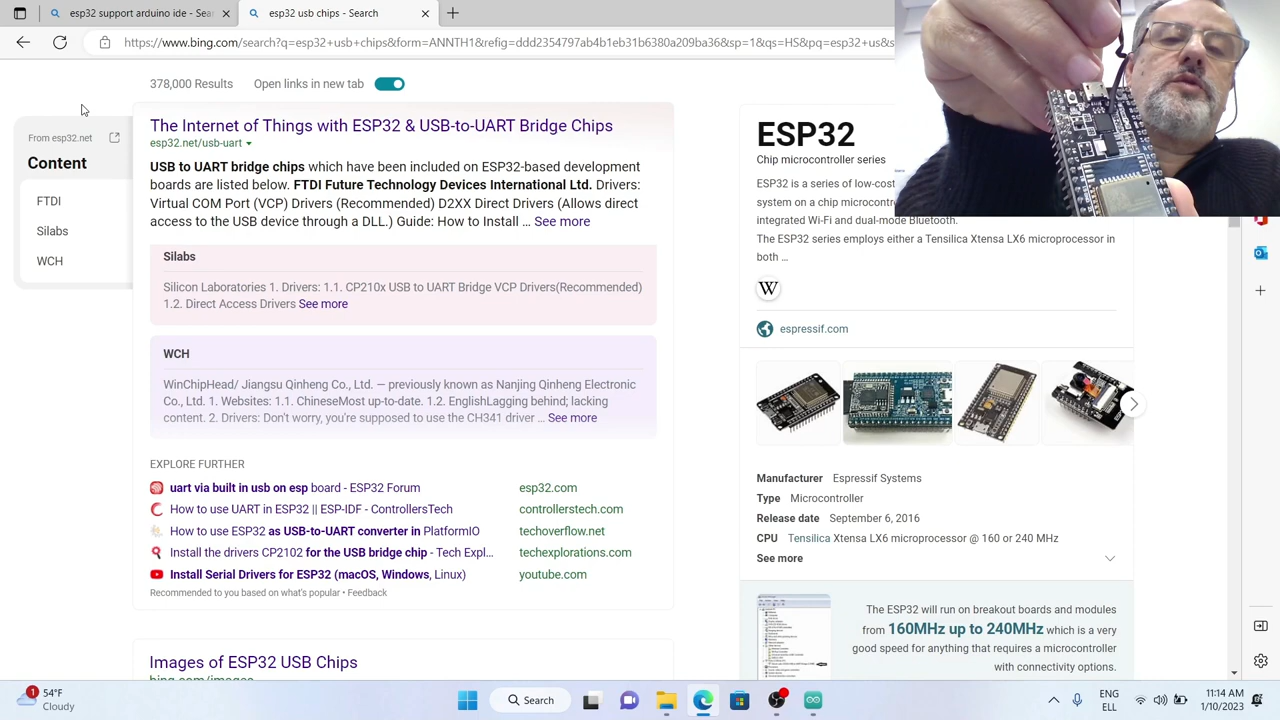 esp32 support arduino ide - Sea
esp32 usb chips - Search
https://www.bing.com/search?q=esp32+usb+chips&form=ANNTH1&refig=ddd2354797ab4b1eb31b6380a209ba36&sp=1&qs=HS&pq=esp32+us&s
378,000 Results
Open links in new tab
From esp32.net
Content
FTDI
Silabs
WCH
The Internet of Things with ESP32 & USB-to-UART Bridge Chips
esp32.net/usb-uart
USB to UART bridge chips which have been included on ESP32-based development
boards are listed below. FTDI Future Technology Devices International Ltd. Drivers:
Virtual COM Port (VCP) Drivers (Recommended) D2XX Direct Drivers (Allows direct
access to the USB device through a DLL.) Guide: How to Install ... See more
Silabs
Silicon Laboratories 1. Drivers: 1.1. CP210x USB to UART Bridge VCP Drivers(Recommended)
1.2. Direct Access Drivers See more
WCH
WinChipHead / Jiangsu Qinheng Co., Ltd. — previously known as Nanjing Qinheng Electronic
Co., Ltd. Websites: 1.1. ChineseMost up-to-date. 1.2. EnglishLagging behind; lacking
Drivers: Don't worry, you're supposed to use the CH341 driver ... See more
EXPLORE FURTHER
uart via built in usb on esp board - ESP32 Forum
esp32.com
How to use UART in ESP32 || ESP-IDF - ControllersTech
controllerstech.com
How to use ESP32 as USB-to-UART converter in PlatformIO
techoverflow.net
Install the drivers CP2102 for the USB bridge chip - Tech Expl...
techexplorations.com
Install Serial Drivers for ESP32 (macOS, Windows, Linux)
youtube.com
Recommended to you based on what's popular • Feedback
Images of ESP32 USB Chips
ESP32
Chip microcontroller series
ESP32 is a series of low-cost
system on a chip microcontro
integrated Wi-Fi and dual-mode Bluetooth.
The ESP32 series employs either a Tensilica Xtensa LX6 microprocessor in
both ...
W
espressif.com
Manufacturer Espressif Systems
Type Microcontroller
Release date September 6, 2016
CPU Tensilica Xtensa LX6 microprocessor @ 160 or 240 MHz
See more
The ESP32 will run on breakout boards and modules
from 160MHz up to 240MHz which is a very
good speed for anything that requires a microcontroller
with connectivity options.
1
54°F
Cloudy
Search
ENG
ELL
11:14 AM
1/10/2023